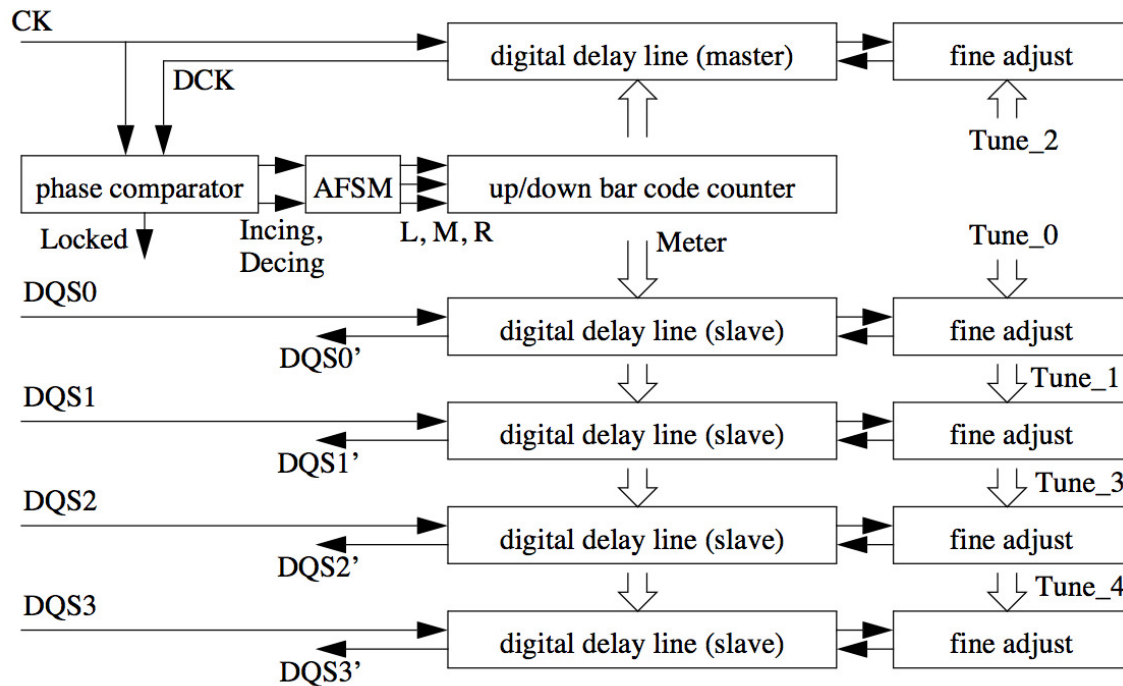 CK
digital delay line (master)
fine adjust
DCK
Tune_2
phase comparator
AFSM
up/down bar code counter
Locked
Incing,
Decing
L, M, R
Meter
Tune_0
DQS0
digital delay line (slave)
fine adjust
DQS0’
Tune_1
DQS1
digital delay line (slave)
fine adjust
DQS1’
Tune_3
DQS2
digital delay line (slave)
fine adjust
DQS2’
Tune_4
DQS3
digital delay line (slave)
fine adjust
DQS3’